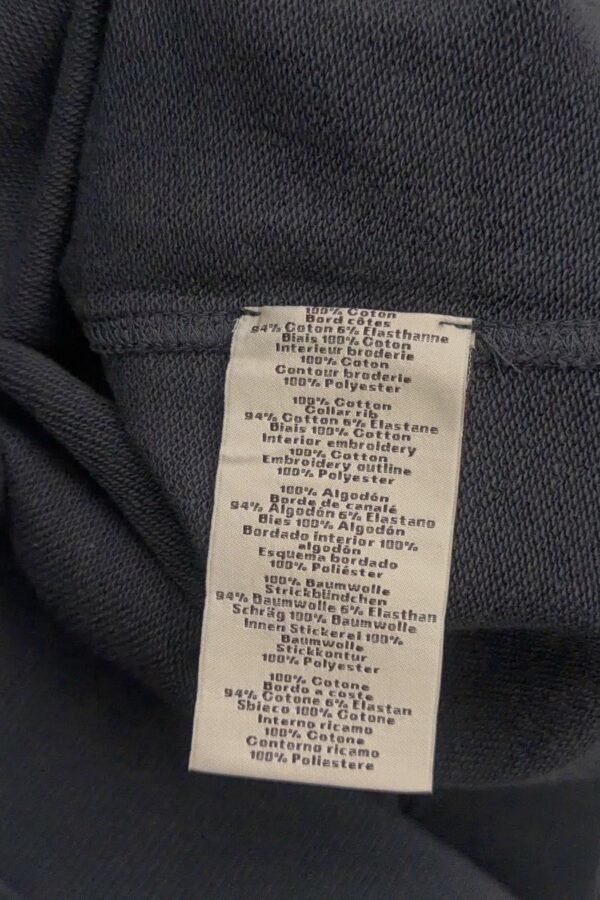 100% Coton
Bord côtes
94% Coton 6% Elasthanne
Biais 100% Coton
Interieur broderie
100% Coton
Contour broderie
100% Polyester
100% Cotton
Collar rib
94% Cotton 6% Elastane
Biais 100% Cotton
Interior embroidery
100% Cotton
Embroidery outline
100% Polyester
100% Algodón
Borde de canalé
94% Algodón 6% Elastano
Bies 100% Algodón
Bordado interior 100%
algodón
Esquema bordado
100% Poliéster
100% Baumwolle
Strickbündchen
94% Baumwolle 6% Elasthan
Schräg 100% Baumwolle
Innen Stickerei 100%
Baumwolle
Stickkontur
100% Polyester
100% Cotone
Bordo a coste
94% Cotone 6% Elastan
Sbieco 100% Cotone
Interno ricamo
100% Cotone
Contorno ricamo
100% Poliestere